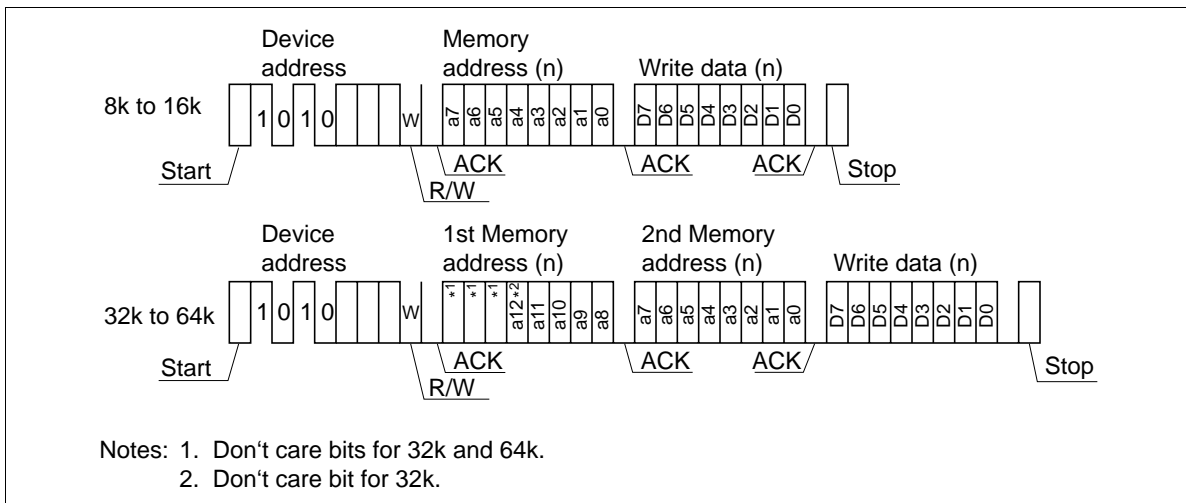 Device address
Memory address (n)
Write data (n)
8k to 16k
1 0 1 0 W a7 a6 a5 a4 a3 a2 a1 a0 D7 D6 D5 D4 D3 D2 D1 D0
Start
R/W
ACK
ACK
ACK
Stop
Device address
1st Memory address (n)
2nd Memory address (n)
Write data (n)
32k to 64k
1 0 1 0 W *1 *1 *1 a12*2 a11 a10 a9 a8 a7 a6 a5 a4 a3 a2 a1 a0 D7 D6 D5 D4 D3 D2 D1 D0
Start
R/W
ACK
ACK
ACK
Stop
Notes: 1. Don‘t care bits for 32k and 64k.
2. Don‘t care bit for 32k.